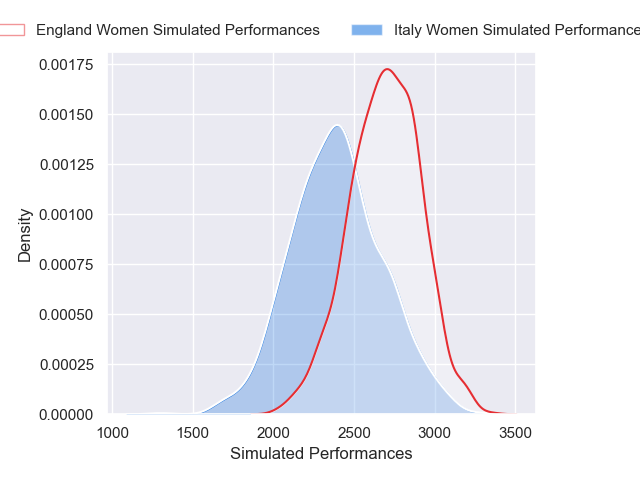 England Women Simulated Performances Italy Women Simulated Performance
0.00175
0.00150
0.00125
0.00100
0.00075
0.00050
0.00025
0.00000
Density
1000 1500 2000 2500 3000 3500
Simulated Performances